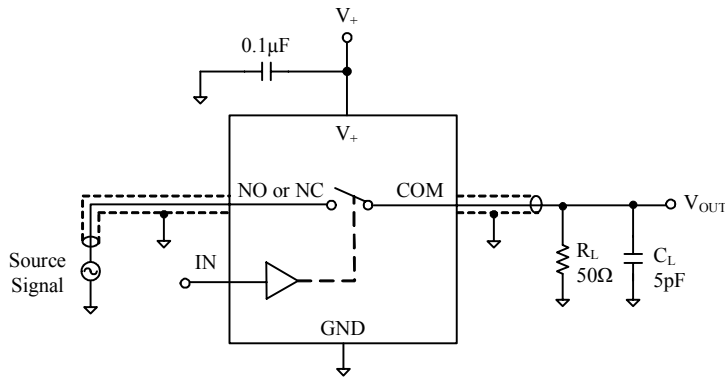 V+
0.1µF
V+
NO or NC
COM
VOUT
Source
Signal
IN
RL
50Ω
CL
5pF
GND